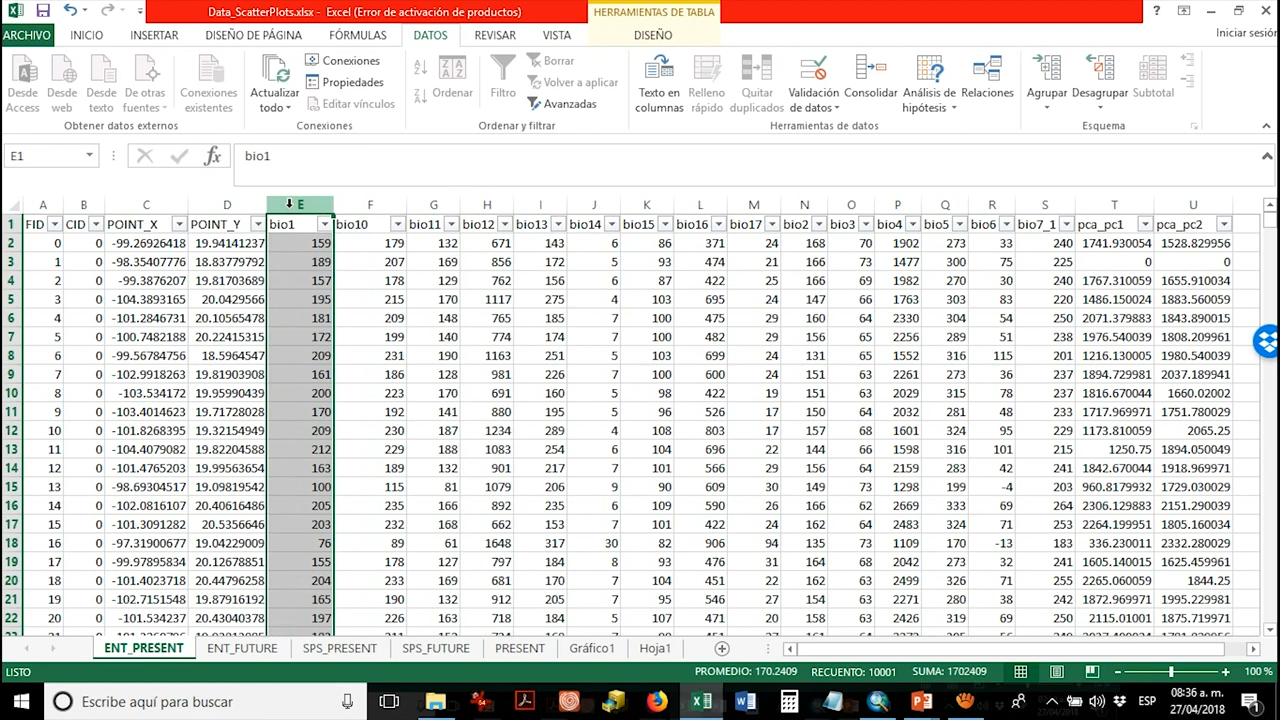 Data_ScatterPlots.xlsx - Excel (Error de activación de productos)
HERRAMIENTAS DE TABLA
ARCHIVO INICIO INSERTAR DISEÑO DE PÁGINA FÓRMULAS DATOS REVISAR VISTA DISEÑO
Iniciar sesión
Desde Access
Desde web
Desde texto
De otras fuentes
Conexiones existentes
Obtener datos externos
Actualizar todo
Conexiones
Propiedades
Editar vínculos
Conexiones
Ordenar
Filtro
Borrar
Volver a aplicar
Avanzadas
Ordenar y filtrar
Texto en columnas
Relleno rápido
Quitar duplicados
Validación de datos
Consolidar
Análisis de hipótesis
Relaciones
Herramientas de datos
Agrupar
Desagrupar
Subtotal
Esquema
E1 fx bio1
A B C D E F G H I J K L M N O P Q R S T U
1 FID CID POINT_X POINT_Y bio1 bio10 bio11 bio12 bio13 bio14 bio15 bio16 bio17 bio2 bio3 bio4 bio5 bio6 bio7_1 pca_pc1 pca_pc2
2 0 0 -99.26926418 19.94141237 159 179 132 671 143 6 86 371 24 168 70 1902 273 33 240 1741.930054 1528.829956
3 1 0 -98.35407776 18.83779792 189 207 169 856 172 5 93 474 21 166 73 1477 300 75 225 0 0
4 2 0 -99.3876207 19.81703689 157 178 129 762 156 6 87 422 25 166 69 1982 270 30 240 1767.310059 1655.910034
5 3 0 -104.3893165 20.0429566 195 215 170 1117 275 4 103 695 24 147 66 1763 303 83 220 1486.150024 1883.560059
6 4 0 -101.2846731 20.10565478 181 209 148 765 185 7 100 475 29 160 64 2330 304 54 250 2071.379883 1843.890015
7 5 0 -100.7482188 20.22415315 172 199 140 774 174 7 100 482 29 156 65 2256 289 51 238 1976.540039 1808.209961
8 6 0 -99.56784756 18.5964547 209 231 190 1163 251 5 103 699 24 131 65 1552 316 115 201 1216.130005 1980.540039
9 7 0 -102.9918263 19.81903908 161 186 128 981 226 7 100 600 24 151 63 2261 273 36 237 1894.729981 2037.189941
10 8 0 -103.534172 19.95990439 200 223 170 691 160 5 98 422 19 151 63 2029 315 78 237 1816.670044 1660.02002
11 9 0 -103.4014623 19.71728028 170 192 141 880 195 5 96 526 17 150 64 2032 281 48 233 1717.969971 1751.780029
12 10 0 -101.8268395 19.32154949 209 230 187 1234 289 4 108 803 17 157 68 1601 324 95 229 1173.810059 2065.25
13 11 0 -104.4079082 19.82204588 212 229 188 1083 254 6 104 696 22 144 66 1598 316 101 215 1250.75 1894.050049
14 12 0 -101.4765203 19.99563654 163 189 132 901 217 7 101 566 29 156 64 2159 283 42 241 1842.670044 1918.969971
15 13 0 -98.69304517 19.09819542 100 115 81 1079 206 9 90 609 30 149 73 1298 199 -4 203 960.8179932 1729.030029
16 14 0 -102.0816107 20.40616486 205 235 166 892 235 6 109 590 26 166 62 2669 333 69 264 2306.129883 2151.290039
17 15 0 -101.3091282 20.5356646 203 232 168 662 153 7 101 422 24 162 64 2483 324 71 253 2264.199951 1805.160034
18 16 0 -97.31900677 19.04229009 76 89 61 1648 317 30 82 906 94 135 73 1109 170 -13 183 336.230011 2332.280029
19 17 0 -99.97895834 20.12678851 155 178 127 797 184 8 93 476 31 164 68 2042 273 32 241 1605.140015 1625.459961
20 18 0 -101.4023718 20.44796258 204 233 169 681 170 7 104 451 22 162 63 2499 326 71 255 2265.060059 1844.25
21 19 0 -102.7151548 19.87916192 165 190 132 912 205 7 95 546 27 154 63 2271 280 38 242 1872.969971 1995.229981
22 20 0 -101.534237 20.43040378 197 226 163 718 184 5 107 471 20 158 63 2426 319 69 250 2115.01001 1875.719971
ENT_PRESENT ENT_FUTURE SPS_PRESENT SPS_FUTURE PRESENT Gráfico1 Hoja1
LISTO PROMEDIO: 170.2409 RECUENTO: 10001 SUMA: 1702409 100 %
Escribe aquí para buscar
ESP
08:36 a. m.
27/04/2018